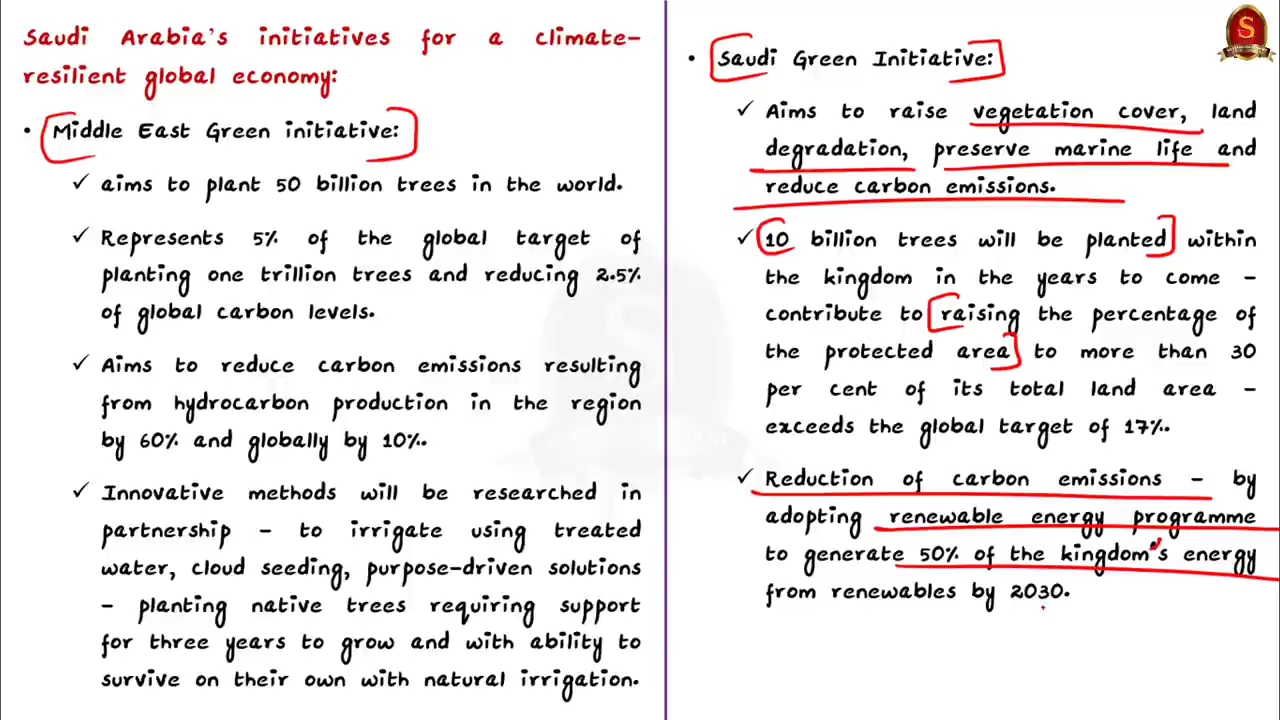 Saudi Arabia's initiatives for a climate-
resilient global economy:
• Middle East Green initiative:
✓ aims to plant 50 billion trees in the world.
✓ Represents 5% of the global target of
planting one trillion trees and reducing 2.5%
of global carbon levels.
✓ Aims to reduce carbon emissions resulting
from hydrocarbon production in the region
by 60% and globally by 10%.
✓ Innovative methods will be researched in
partnership - to irrigate using treated
water, cloud seeding, purpose-driven solutions
- planting native trees requiring support
for three years to grow and with ability to
survive on their own with natural irrigation.
• Saudi Green Initiative:
✓ Aims to raise vegetation cover, land
degradation, preserve marine life and
reduce carbon emissions.
✓ 10 billion trees will be planted within
the kingdom in the years to come -
contribute to raising the percentage of
the protected area to more than 30
per cent of its total land area -
exceeds the global target of 17%.
✓ Reduction of carbon emissions - by
adopting renewable energy programme
to generate 50% of the kingdom's energy
from renewables by 2030.
S